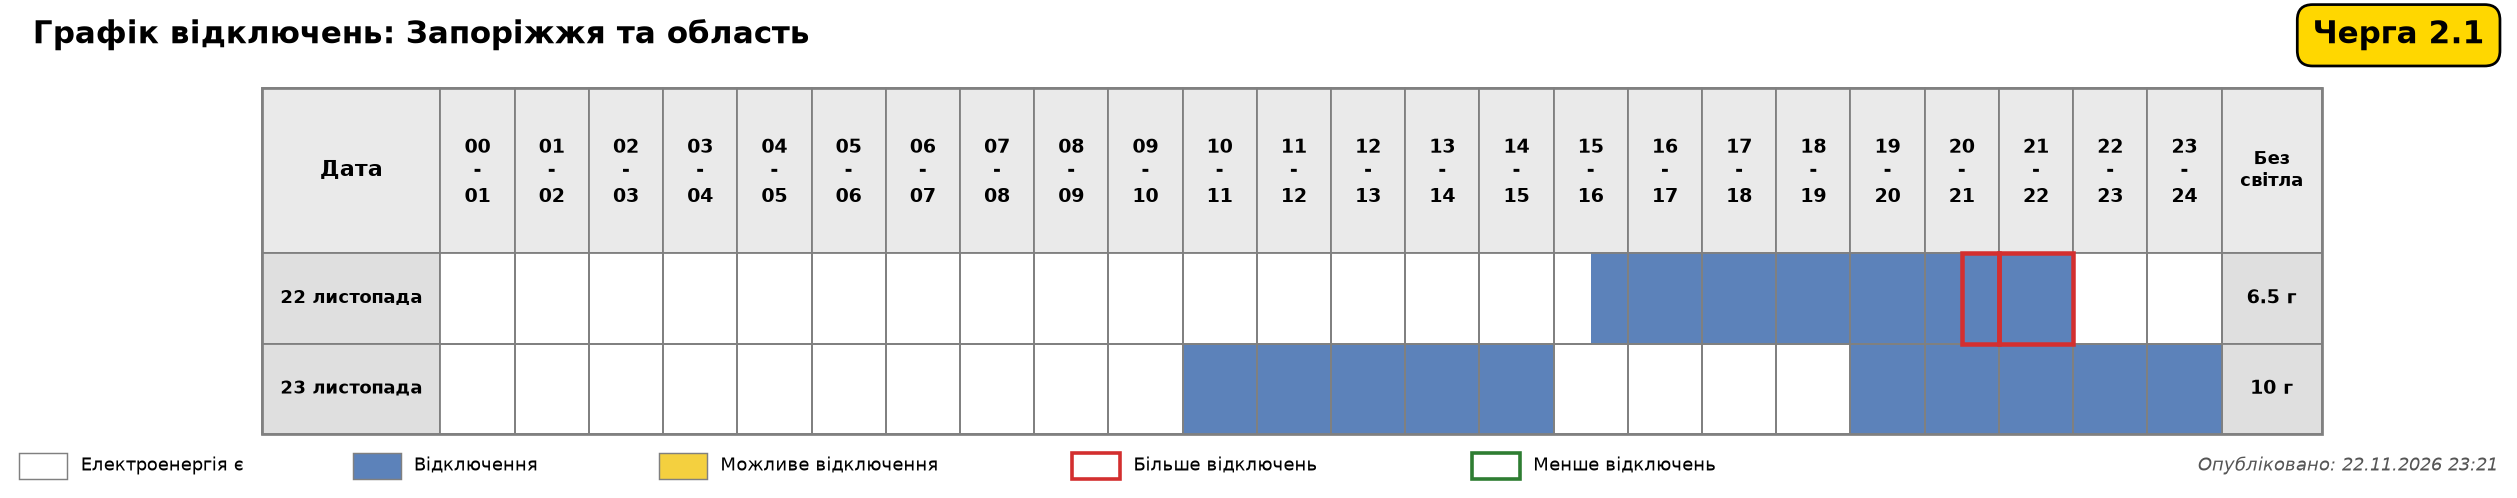 Графік відключень: Запоріжжя та область
Черга 2.1
Дата
00 - 01
01 - 02
02 - 03
03 - 04
04 - 05
05 - 06
06 - 07
07 - 08
08 - 09
09 - 10
10 - 11
11 - 12
12 - 13
13 - 14
14 - 15
15 - 16
16 - 17
17 - 18
18 - 19
19 - 20
20 - 21
21 - 22
22 - 23
23 - 24
Без
світла
22 листопада
6.5 г
23 листопада
10 г
Електроенергія є
Відключення
Можливе відключення
Більше відключень
Менше відключень
Опубліковано: 22.11.2026 23:21